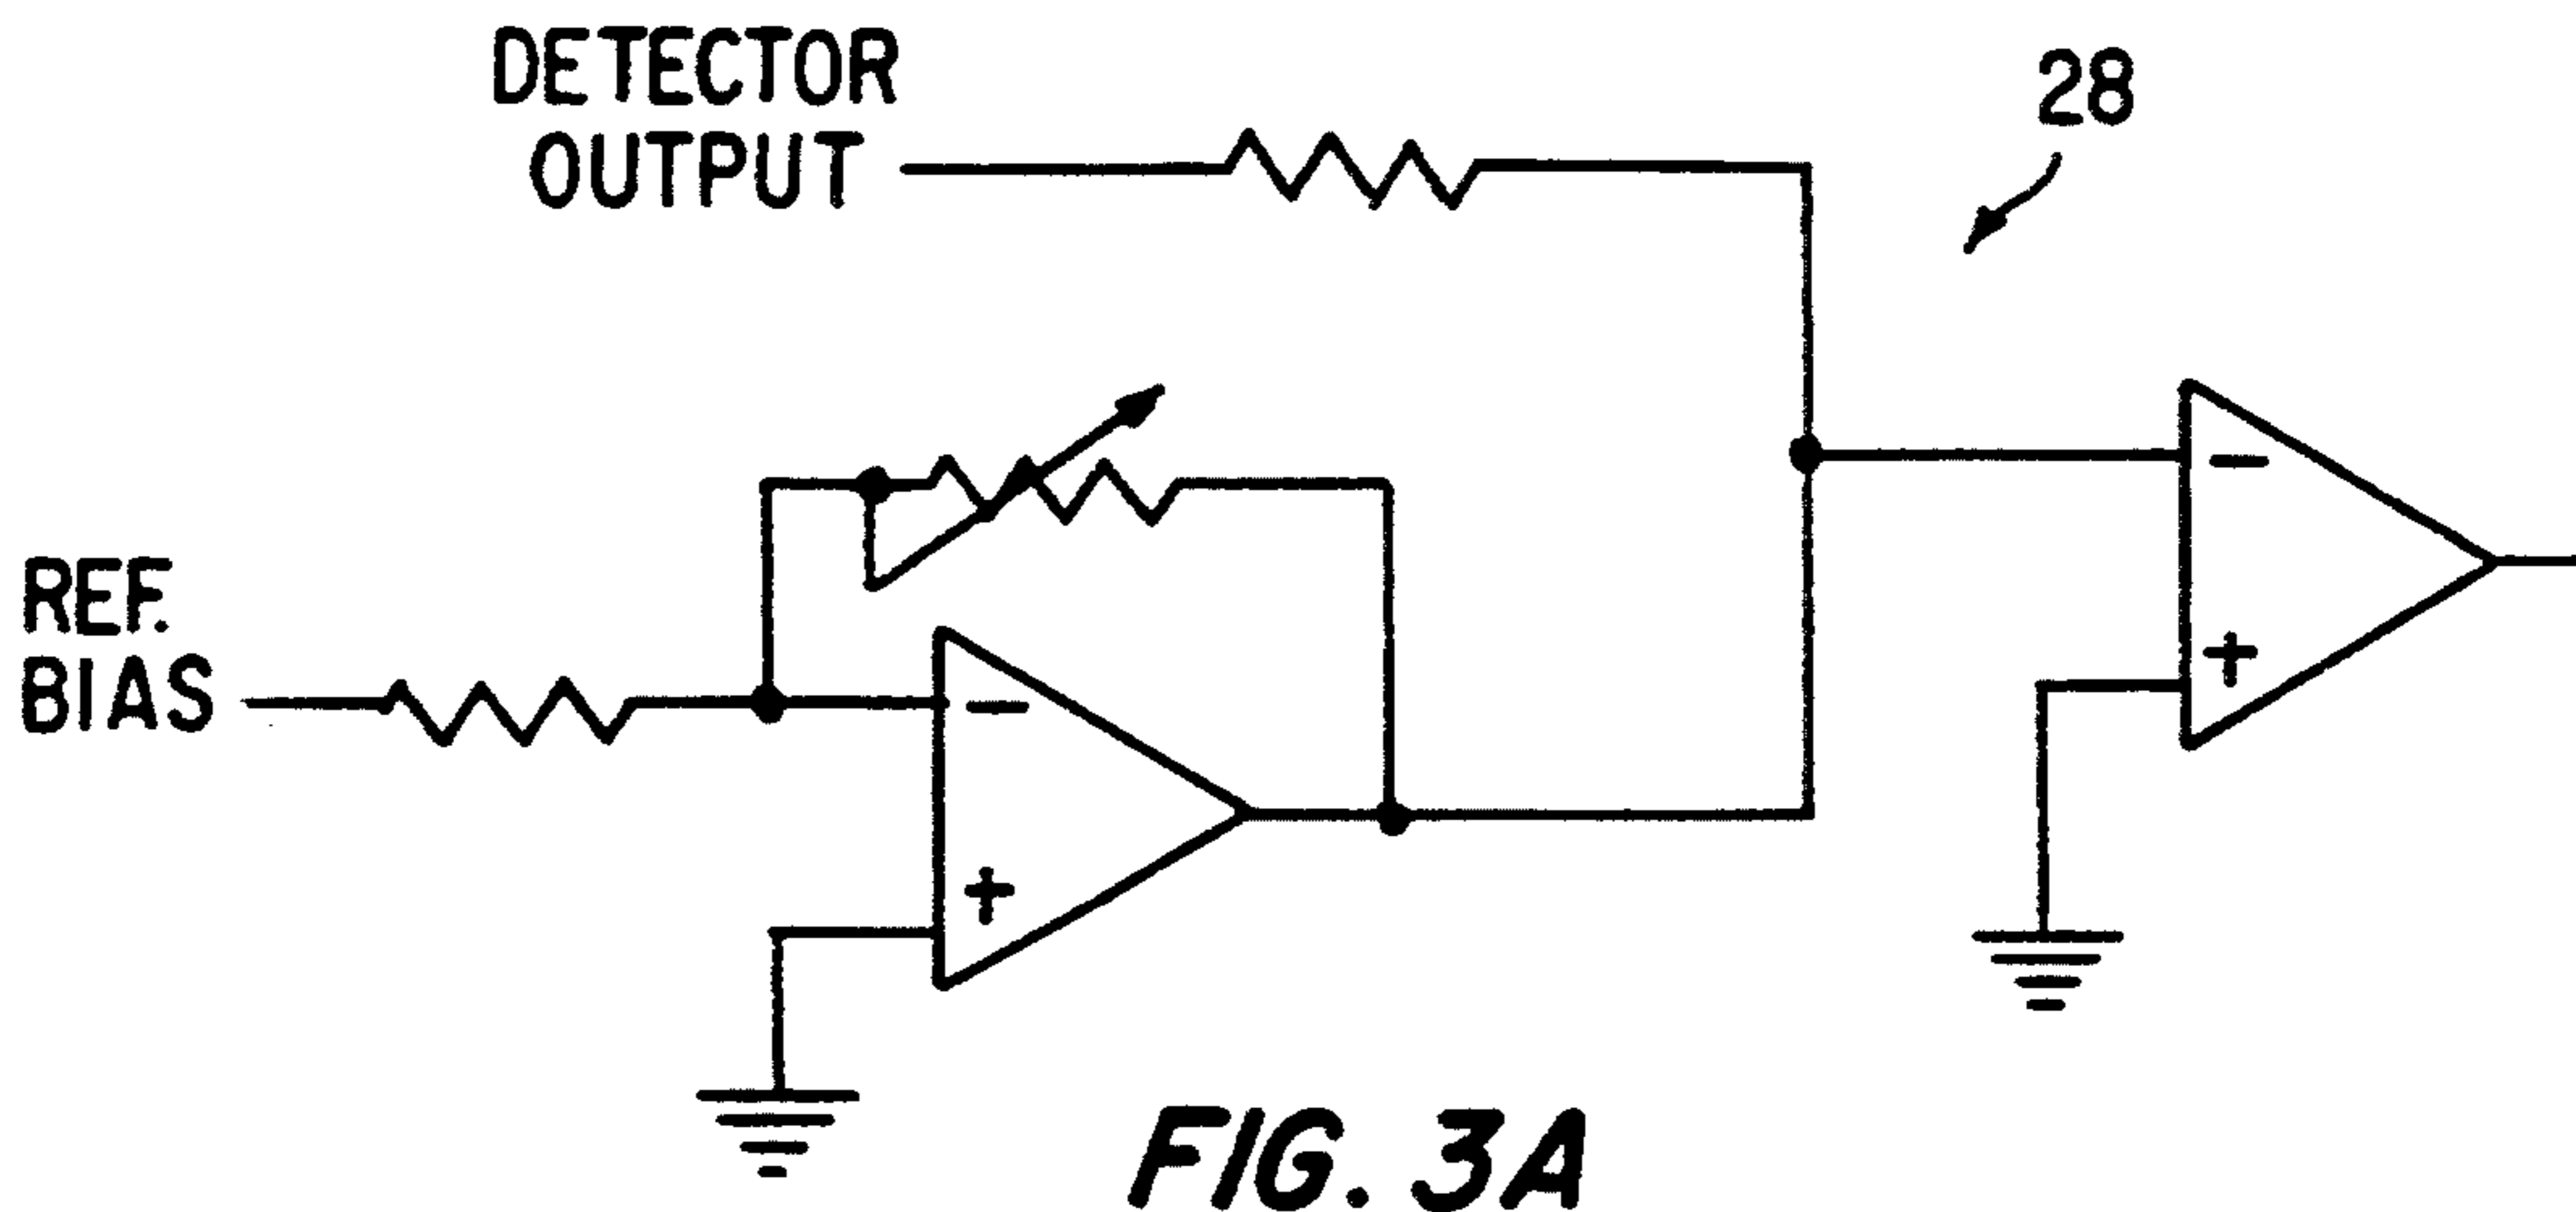 DETECTOR
OUTPUT
28
REF.
BIAS
−
+
−
+
FIG. 3A